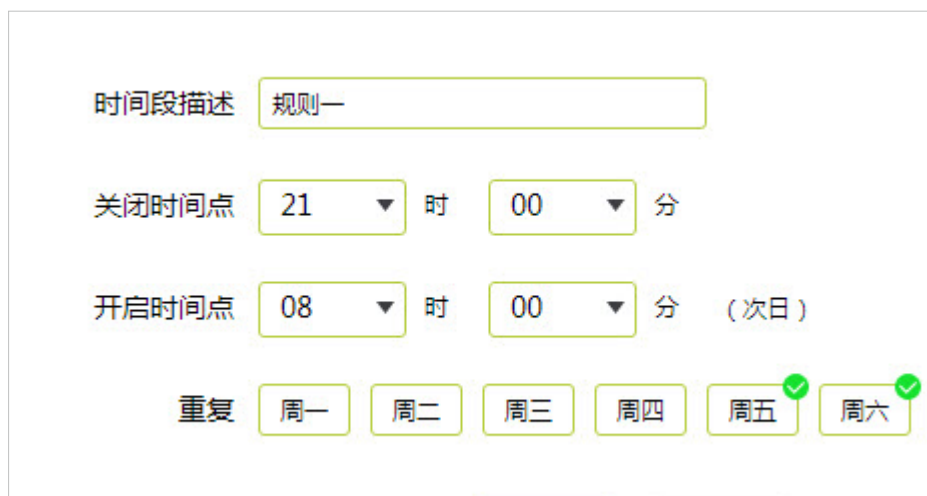 时间段描述 规则一
关闭时间点 21 时 00 分
开启时间点 08 时 00 分 （次日）
重复 周一 周二 周三 周四 周五 周六